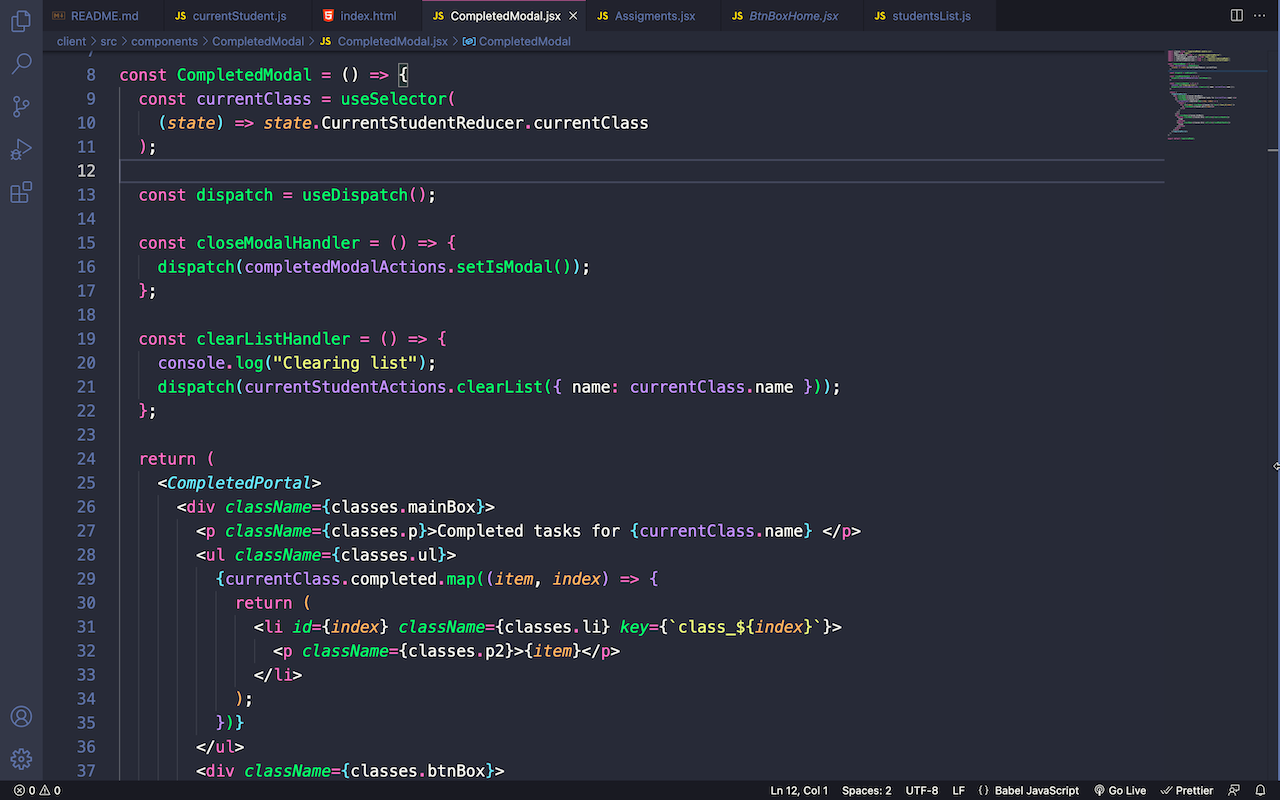 README.md
JS currentStudent.js
index.html
JS CompletedModal.jsx
JS Assigments.jsx
JS BtnBoxHome.jsx
JS studentsList.js
client > src > components > CompletedModal > JS CompletedModal.jsx > CompletedModal
7
8 const CompletedModal = () => {
9 const currentClass = useSelector(
10 (state) => state.CurrentStudentReducer.currentClass
11 );
12
13 const dispatch = useDispatch();
14
15 const closeModalHandler = () => {
16 dispatch(completedModalActions.setIsModal());
17 };
18
19 const clearListHandler = () => {
20 console.log("Clearing list");
21 dispatch(currentStudentActions.clearList({ name: currentClass.name }));
22 };
23
24 return (
25 <CompletedPortal>
26 <div className={classes.mainBox}>
27 <p className={classes.p}>Completed tasks for {currentClass.name} </p>
28 <ul className={classes.ul}>
29 {currentClass.completed.map((item, index) => {
30 return (
31 <li id={index} className={classes.li} key={`class_${index}`}>
32 <p className={classes.p2}>{item}</p>
33 </li>
34 );
35 })}
36 </ul>
37 <div className={classes.btnBox}>
0 0 Ln 12, Col 1 Spaces: 2 UTF-8 LF {} Babel JavaScript Go Live Prettier